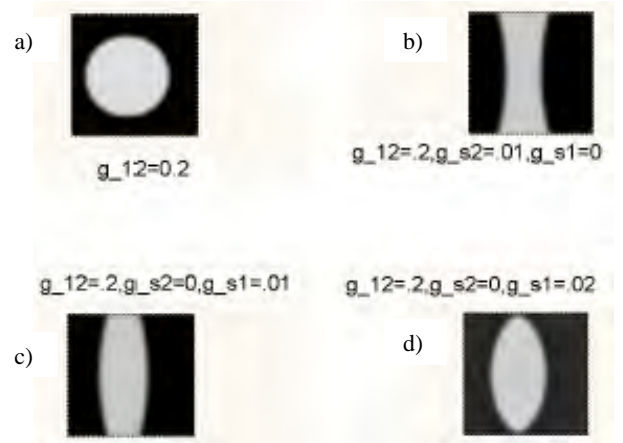 a)
b)
g_12=0.2
g_12=.2,g_s2=.01,g_s1=0
g_12=.2,g_s2=0,g_s1=.01
g_12=.2,g_s2=0,g_s1=.02
c)
d)